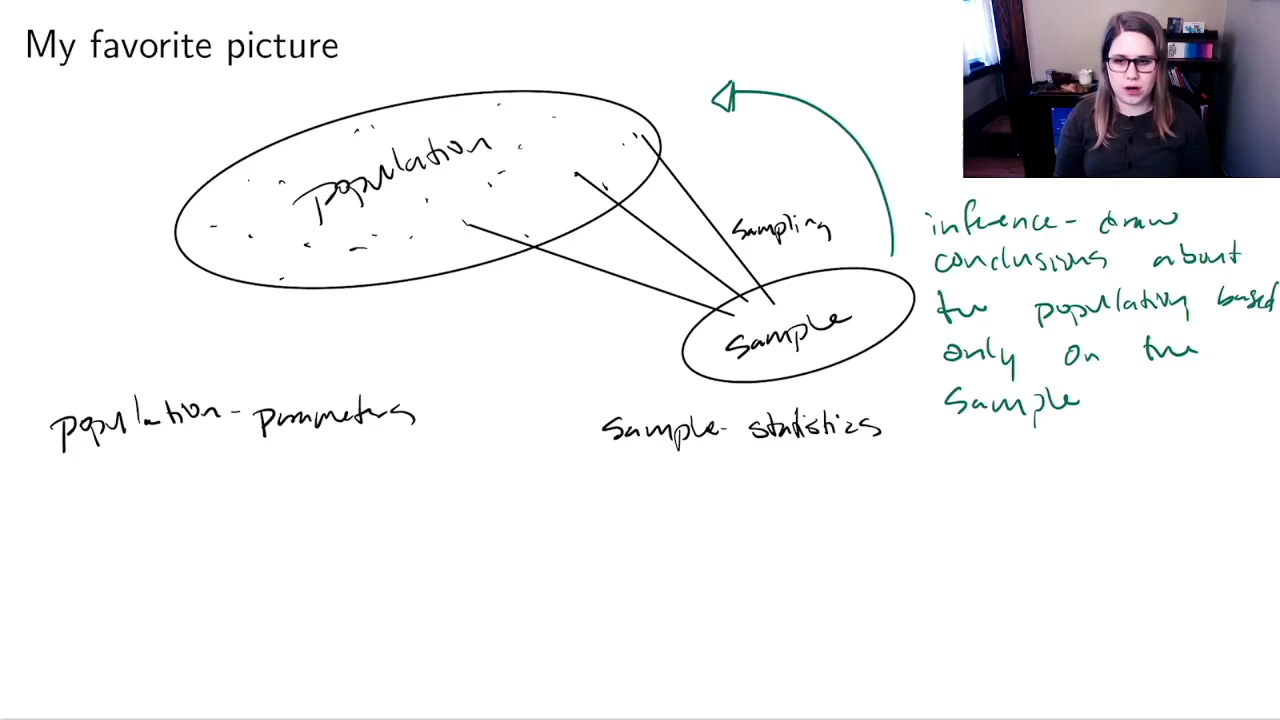 My favorite picture
population
sampling
sample
inference - draw
conclusions about
the population based
only on the
sample
population - parameters
sample - statistics